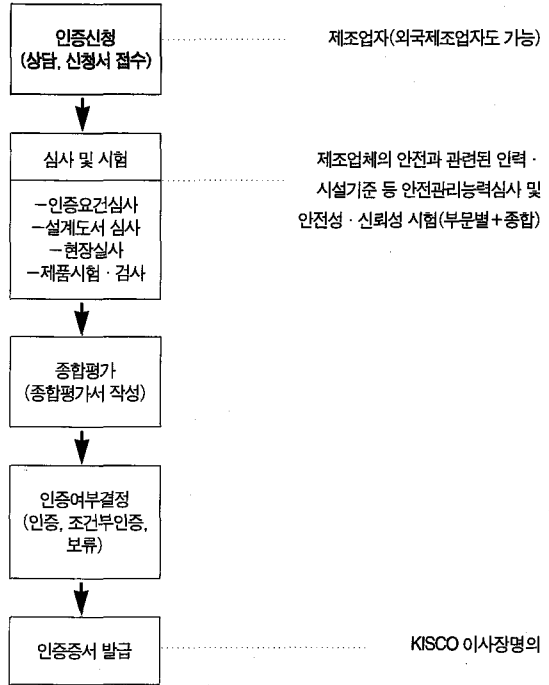 인증신청
(상담, 신청서 접수)
제조업자(외국제조업자도 가능)
심사 및 시험
제조업체의 안전과 관련된 인력 ·
시설기준 등 안전관리능력심사 및
안전성 · 신뢰성 시험(부문별+종합)
－인증요건심사
－설계도서 심사
－현장실사
－제품시험 · 검사
종합평가
(종합평가서 작성)
인증여부결정
(인증, 조건부인증,
보류)
인증증서 발급
KISCO 이사장명의